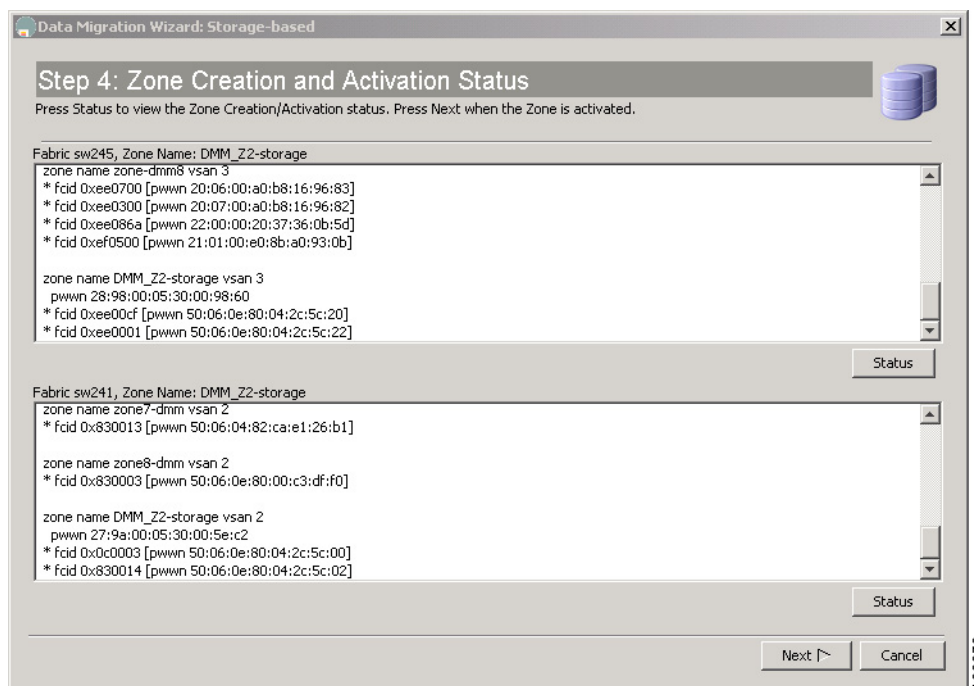 Data Migration Wizard: Storage-based
Step 4: Zone Creation and Activation Status
Press Status to view the Zone Creation/Activation status. Press Next when the Zone is activated.
Fabric sw245, Zone Name: DMM_Z2-storage
zone name zone-dmm8 vsan 3
* fcid 0xee0700 [pwwn 20:06:00:a0:b8:16:96:83]
* fcid 0xee0300 [pwwn 20:07:00:a0:b8:16:96:82]
* fcid 0xee086a [pwwn 22:00:00:20:37:36:0b:5d]
* fcid 0xef0500 [pwwn 21:01:00:e0:8b:a0:93:0b]
zone name DMM_Z2-storage vsan 3
pwwn 28:98:00:05:30:00:98:60
* fcid 0xee00cf [pwwn 50:06:0e:80:04:2c:5c:20]
* fcid 0xee0001 [pwwn 50:06:0e:80:04:2c:5c:22]
Status
Fabric sw241, Zone Name: DMM_Z2-storage
zone name zone7-dmm vsan 2
* fcid 0x830013 [pwwn 50:06:04:82:ca:e1:26:b1]
zone name zone8-dmm vsan 2
* fcid 0x830003 [pwwn 50:06:0e:80:00:c3:df:f0]
zone name DMM_Z2-storage vsan 2
pwwn 27:9a:00:05:30:00:5e:c2
* fcid 0x0c0003 [pwwn 50:06:0e:80:04:2c:5c:00]
* fcid 0x830014 [pwwn 50:06:0e:80:04:2c:5c:02]
Status
Next
Cancel